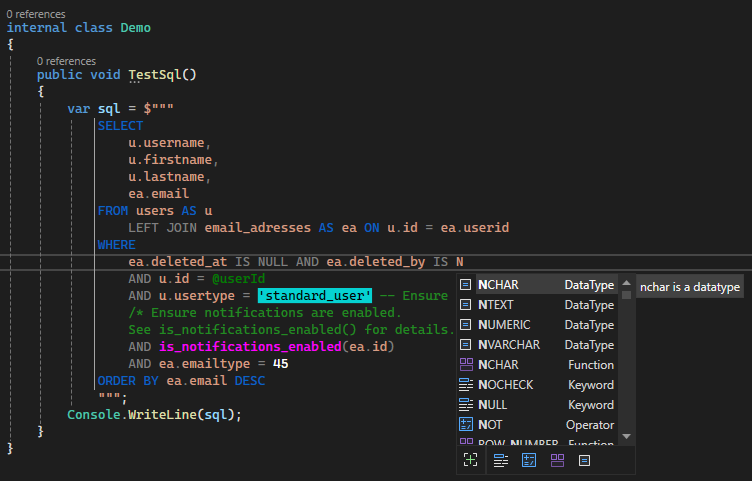 0 references
internal class Demo
{
0 references
public void TestSql()
{
var sql = $"""
SELECT
u.username,
u.firstname,
u.lastname,
ea.email
FROM users AS u
LEFT JOIN email_adresses AS ea ON u.id = ea.userid
WHERE
ea.deleted_at IS NULL AND ea.deleted_by IS N
AND u.id = @userId
AND u.usertype = 'standard_user' -- Ensure
/* Ensure notifications are enabled.
See is_notifications_enabled() for details.
AND is_notifications_enabled(ea.id)
AND ea.emailtype = 45
ORDER BY ea.email DESC
""";
Console.WriteLine(sql);
}
}
NCHAR DataType
nchar is a datatype
NTEXT DataType
NUMERIC DataType
NVARCHAR DataType
NCHAR Function
NOCHECK Keyword
NULL Keyword
NOT Operator
ROW_NUMBER Function